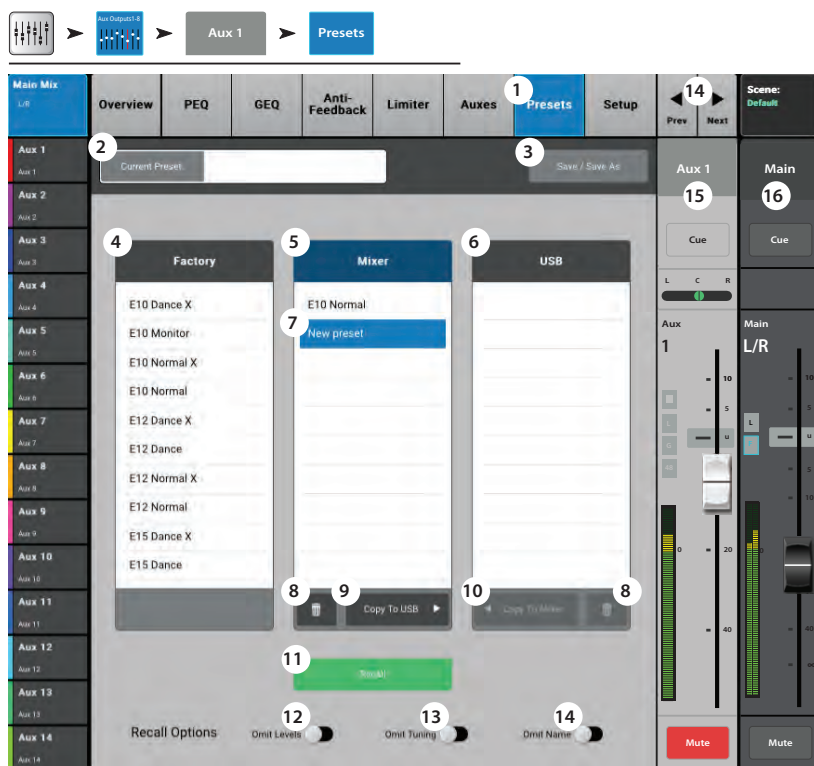 Aux Outputs1-8
Aux 1
Presets
Main Mix
L/R
Overview
PEQ
GEQ
Anti-
Feedback
Limiter
Auxes
1
Presets
Setup
14
Prev
Next
Scene:
Default
Aux 1
Aux 1
Aux 2
Aux 2
Aux 3
Aux 3
Aux 4
Aux 4
Aux 5
Aux 5
Aux 6
Aux 6
Aux 7
Aux 7
Aux 8
Aux 8
Aux 9
Aux 9
Aux 10
Aux 10
Aux 11
Aux 11
Aux 12
Aux 12
Aux 13
Aux 13
Aux 14
Aux 14
2
Current Preset:
3
Save / Save As
4
Factory
E10 Dance X
E10 Monitor
E10 Normal X
E10 Normal
E12 Dance X
E12 Dance
E12 Normal X
E12 Normal
E15 Dance X
E15 Dance
5
Mixer
E10 Normal
7
New preset
8
9
Copy To USB
6
USB
10
Copy To Mixer
8
11
Recall
Recall Options
12
Omit Levels
13
Omit Tuning
14
Omit Name
Aux 1
15
Cue
L C R
Aux
1
10
5
U
0
20
40
Mute
Main
16
Cue
Main
L/R
L
10
5
U
5
10
0
20
40
∞
Mute